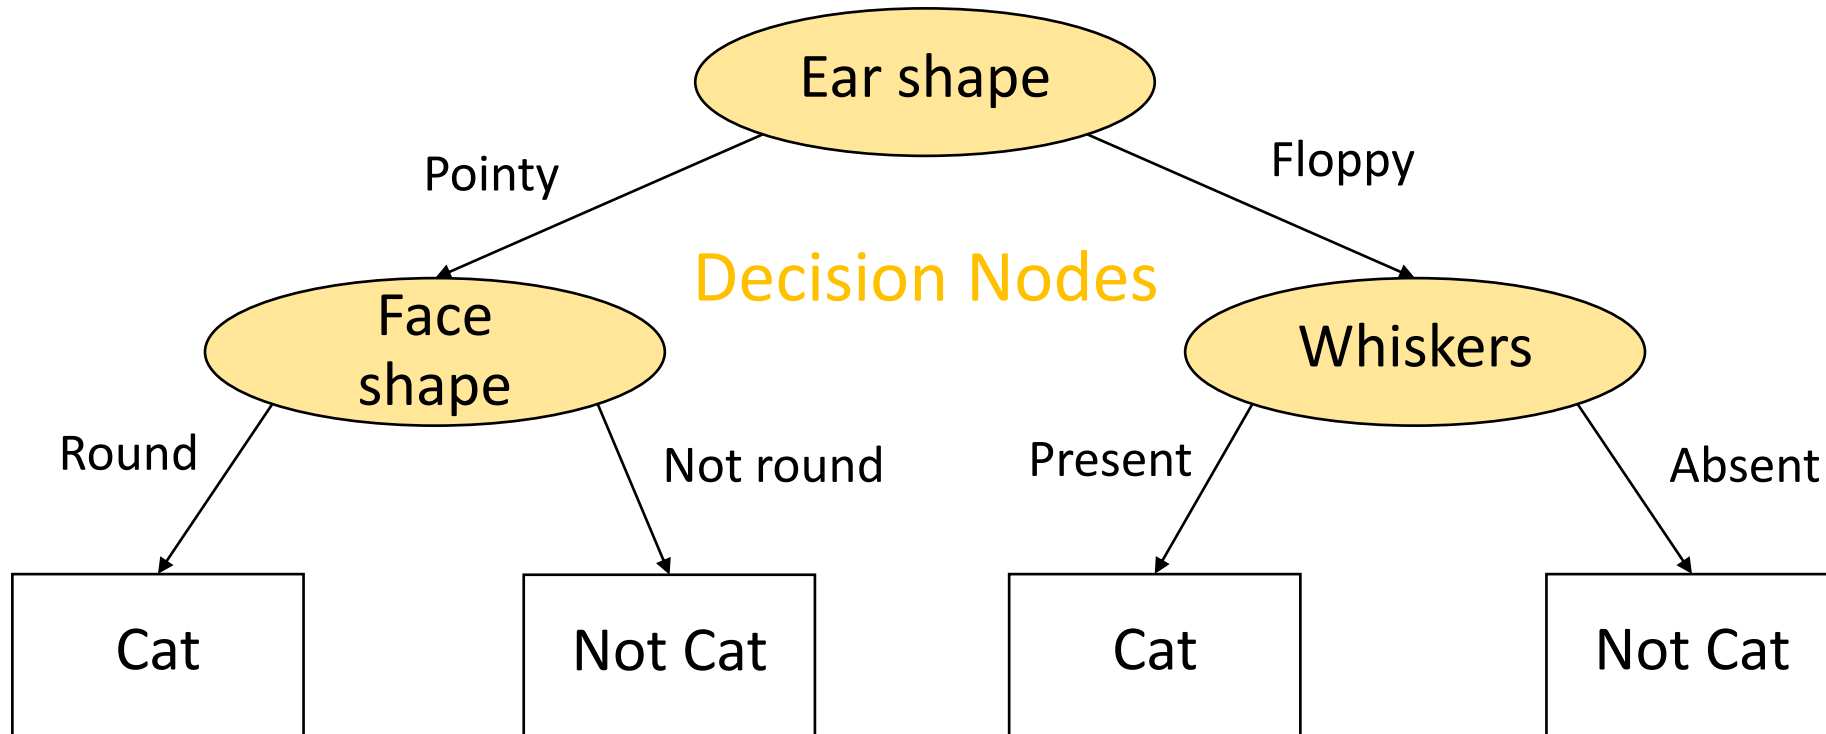 Ear shape
Pointy
Floppy
Decision Nodes
Face
shape
Whiskers
Round
Not round
Present
Absent
Cat
Not Cat
Cat
Not Cat